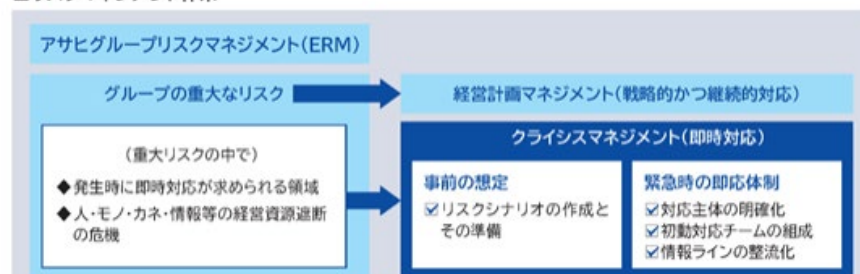 アサヒグループリスクマネジメント(ERM)
グループの重大なリスク
経営計画マネジメント(戦略的かつ継続的対応)
(重大リスクの中で)
◆発生時に即時対応が求められる領域
◆人・モノ・カネ・情報等の経営資源遮断
の危機
クライシスマネジメント(即時対応)
事前の想定
☑リスクシナリオの作成と
その準備
緊急時の即応体制
☑対応主体の明確化
☑初動対応チームの組成
☑情報ラインの整流化